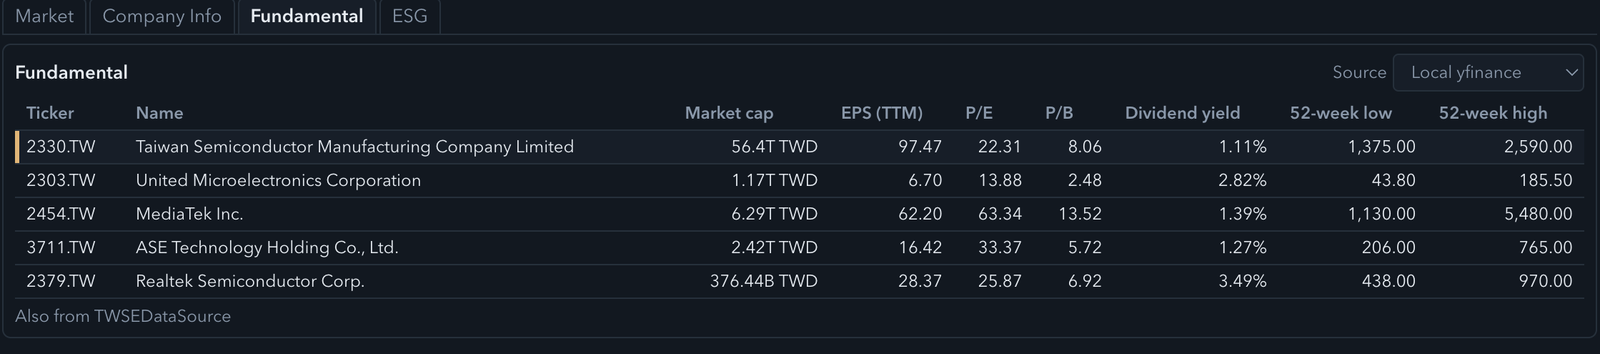 Market Company Info Fundamental ESG
Fundamental Source Local yfinance
Ticker Name Market cap EPS (TTM) P/E P/B Dividend yield 52-week low 52-week high
2330.TW Taiwan Semiconductor Manufacturing Company Limited 56.4T TWD 97.47 22.31 8.06 1.11% 1,375.00 2,590.00
2303.TW United Microelectronics Corporation 1.17T TWD 6.70 13.88 2.48 2.82% 43.80 185.50
2454.TW MediaTek Inc. 6.29T TWD 62.20 63.34 13.52 1.39% 1,130.00 5,480.00
3711.TW ASE Technology Holding Co., Ltd. 2.42T TWD 16.42 33.37 5.72 1.27% 206.00 765.00
2379.TW Realtek Semiconductor Corp. 376.44B TWD 28.37 25.87 6.92 3.49% 438.00 970.00
Also from TWSEDataSource